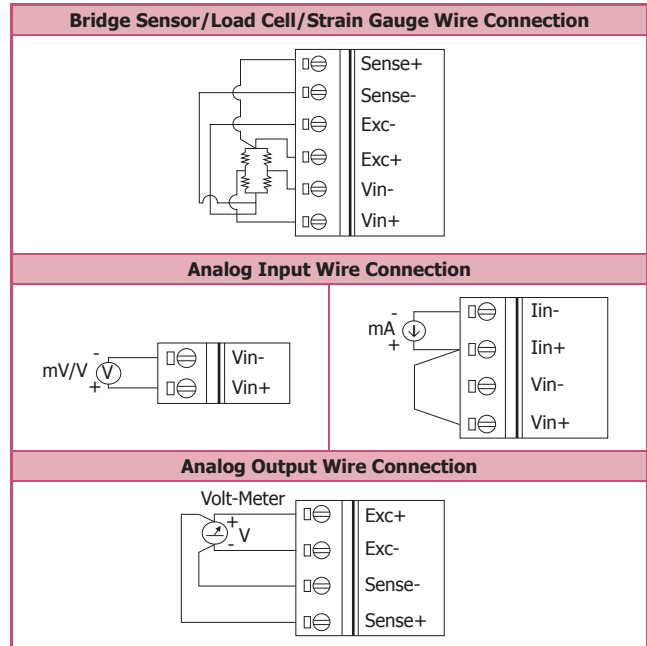 Bridge Sensor/Load Cell/Strain Gauge Wire Connection
Sense+
Sense-
Exc-
Exc+
Vin-
Vin+
Analog Input Wire Connection
mV/V
-
+
V
Vin-
Vin+
mA
-
+
Iin-
Iin+
Vin-
Vin+
Analog Output Wire Connection
Volt-Meter
+
-
V
Exc+
Exc-
Sense-
Sense+